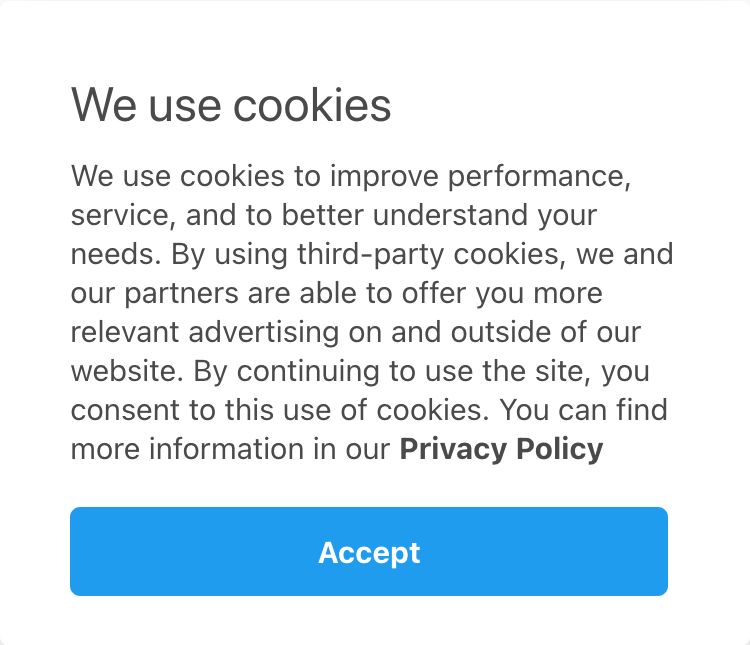 We use cookies
We use cookies to improve performance,
service, and to better understand your
needs. By using third-party cookies, we and
our partners are able to offer you more
relevant advertising on and outside of our
website. By continuing to use the site, you
consent to this use of cookies. You can find
more information in our Privacy Policy
Accept